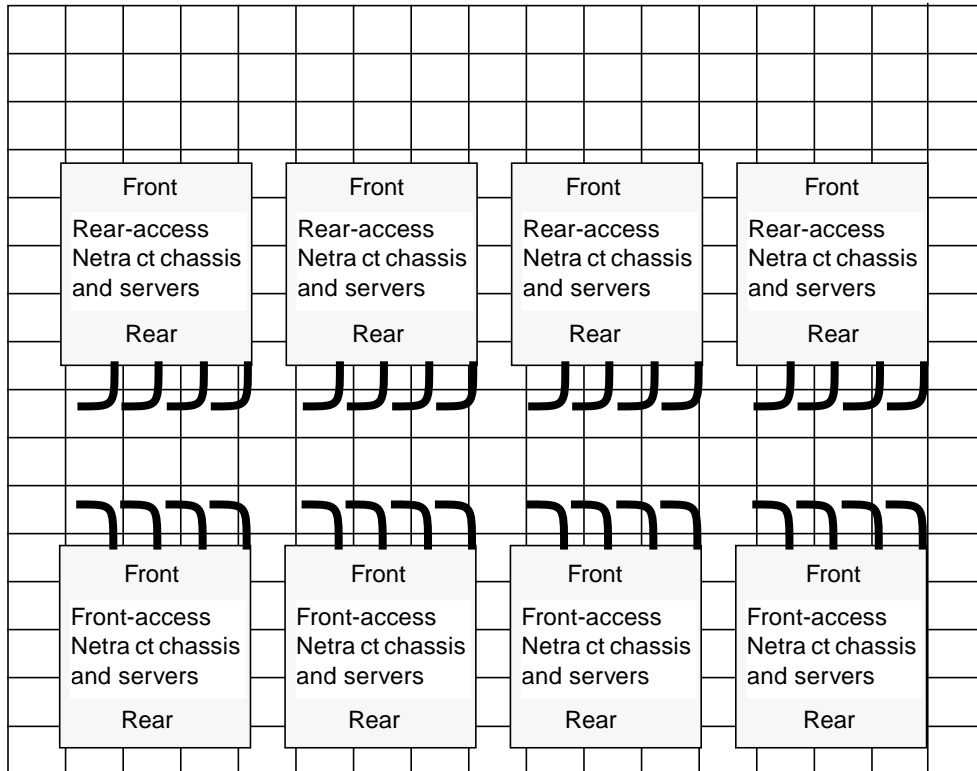 Front
Rear-access
Netra ct chassis
and servers
Rear
Front
Rear-access
Netra ct chassis
and servers
Rear
Front
Rear-access
Netra ct chassis
and servers
Rear
Front
Rear-access
Netra ct chassis
and servers
Rear
Front
Front-access
Netra ct chassis
and servers
Rear
Front
Front-access
Netra ct chassis
and servers
Rear
Front
Front-access
Netra ct chassis
and servers
Rear
Front
Front-access
Netra ct chassis
and servers
Rear